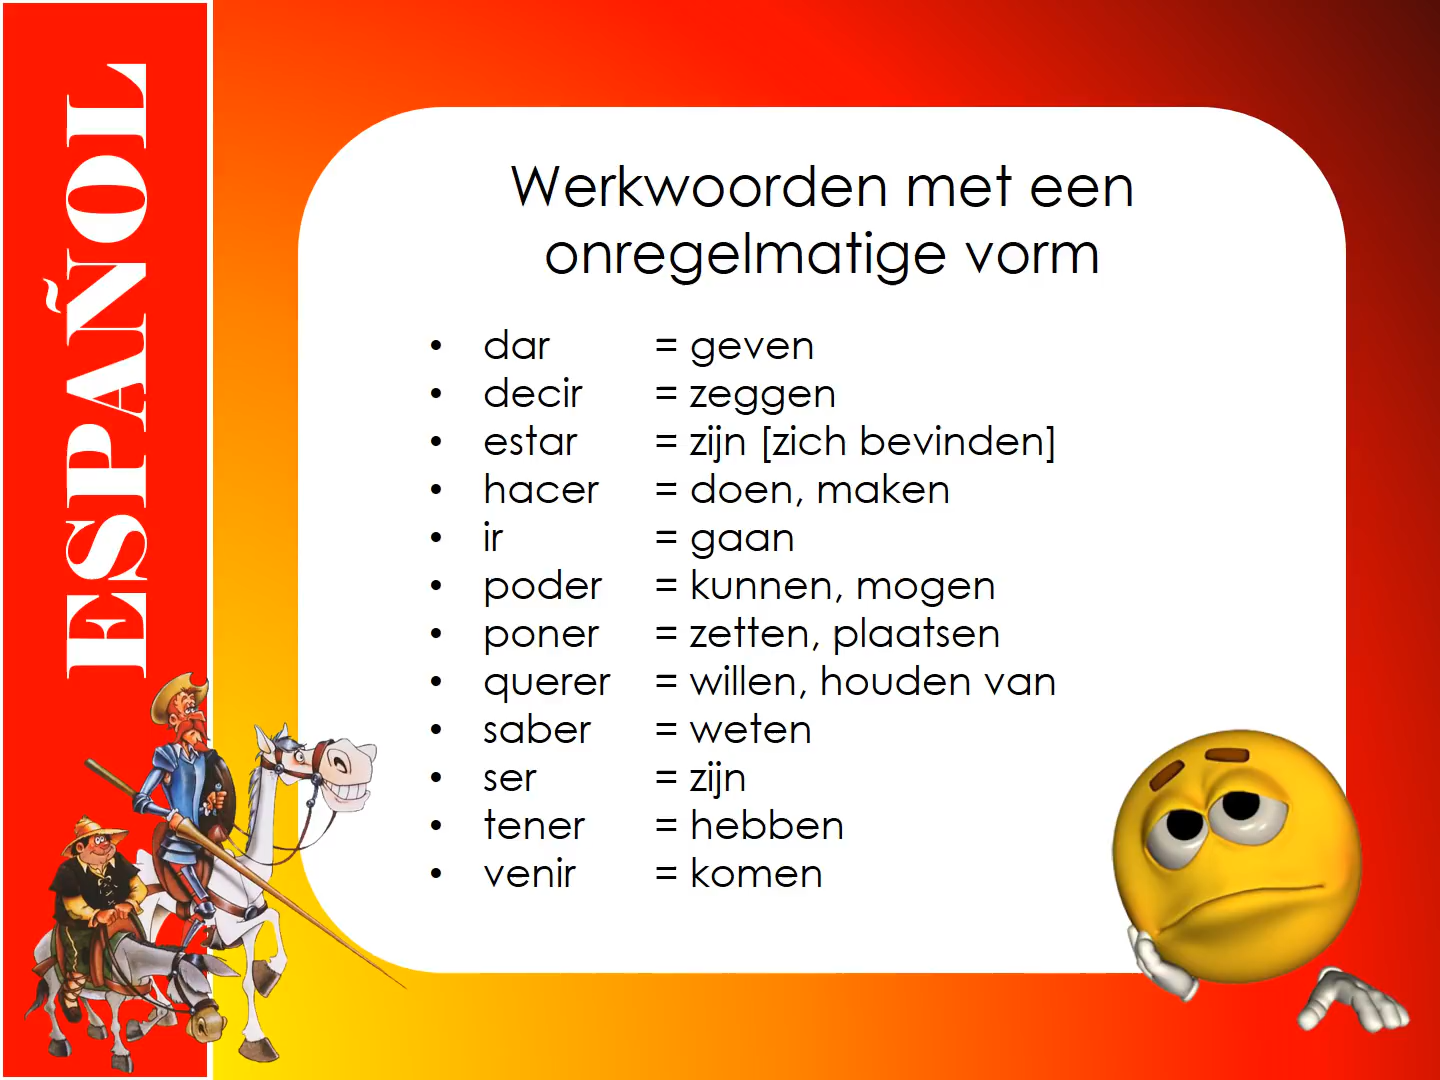 ESPAÑOL
Werkwoorden met een
onregelmatige vorm
• dar = geven
• decir = zeggen
• estar = zijn [zich bevinden]
• hacer = doen, maken
• ir = gaan
• poder = kunnen, mogen
• poner = zetten, plaatsen
• querer = willen, houden van
• saber = weten
• ser = zijn
• tener = hebben
• venir = komen